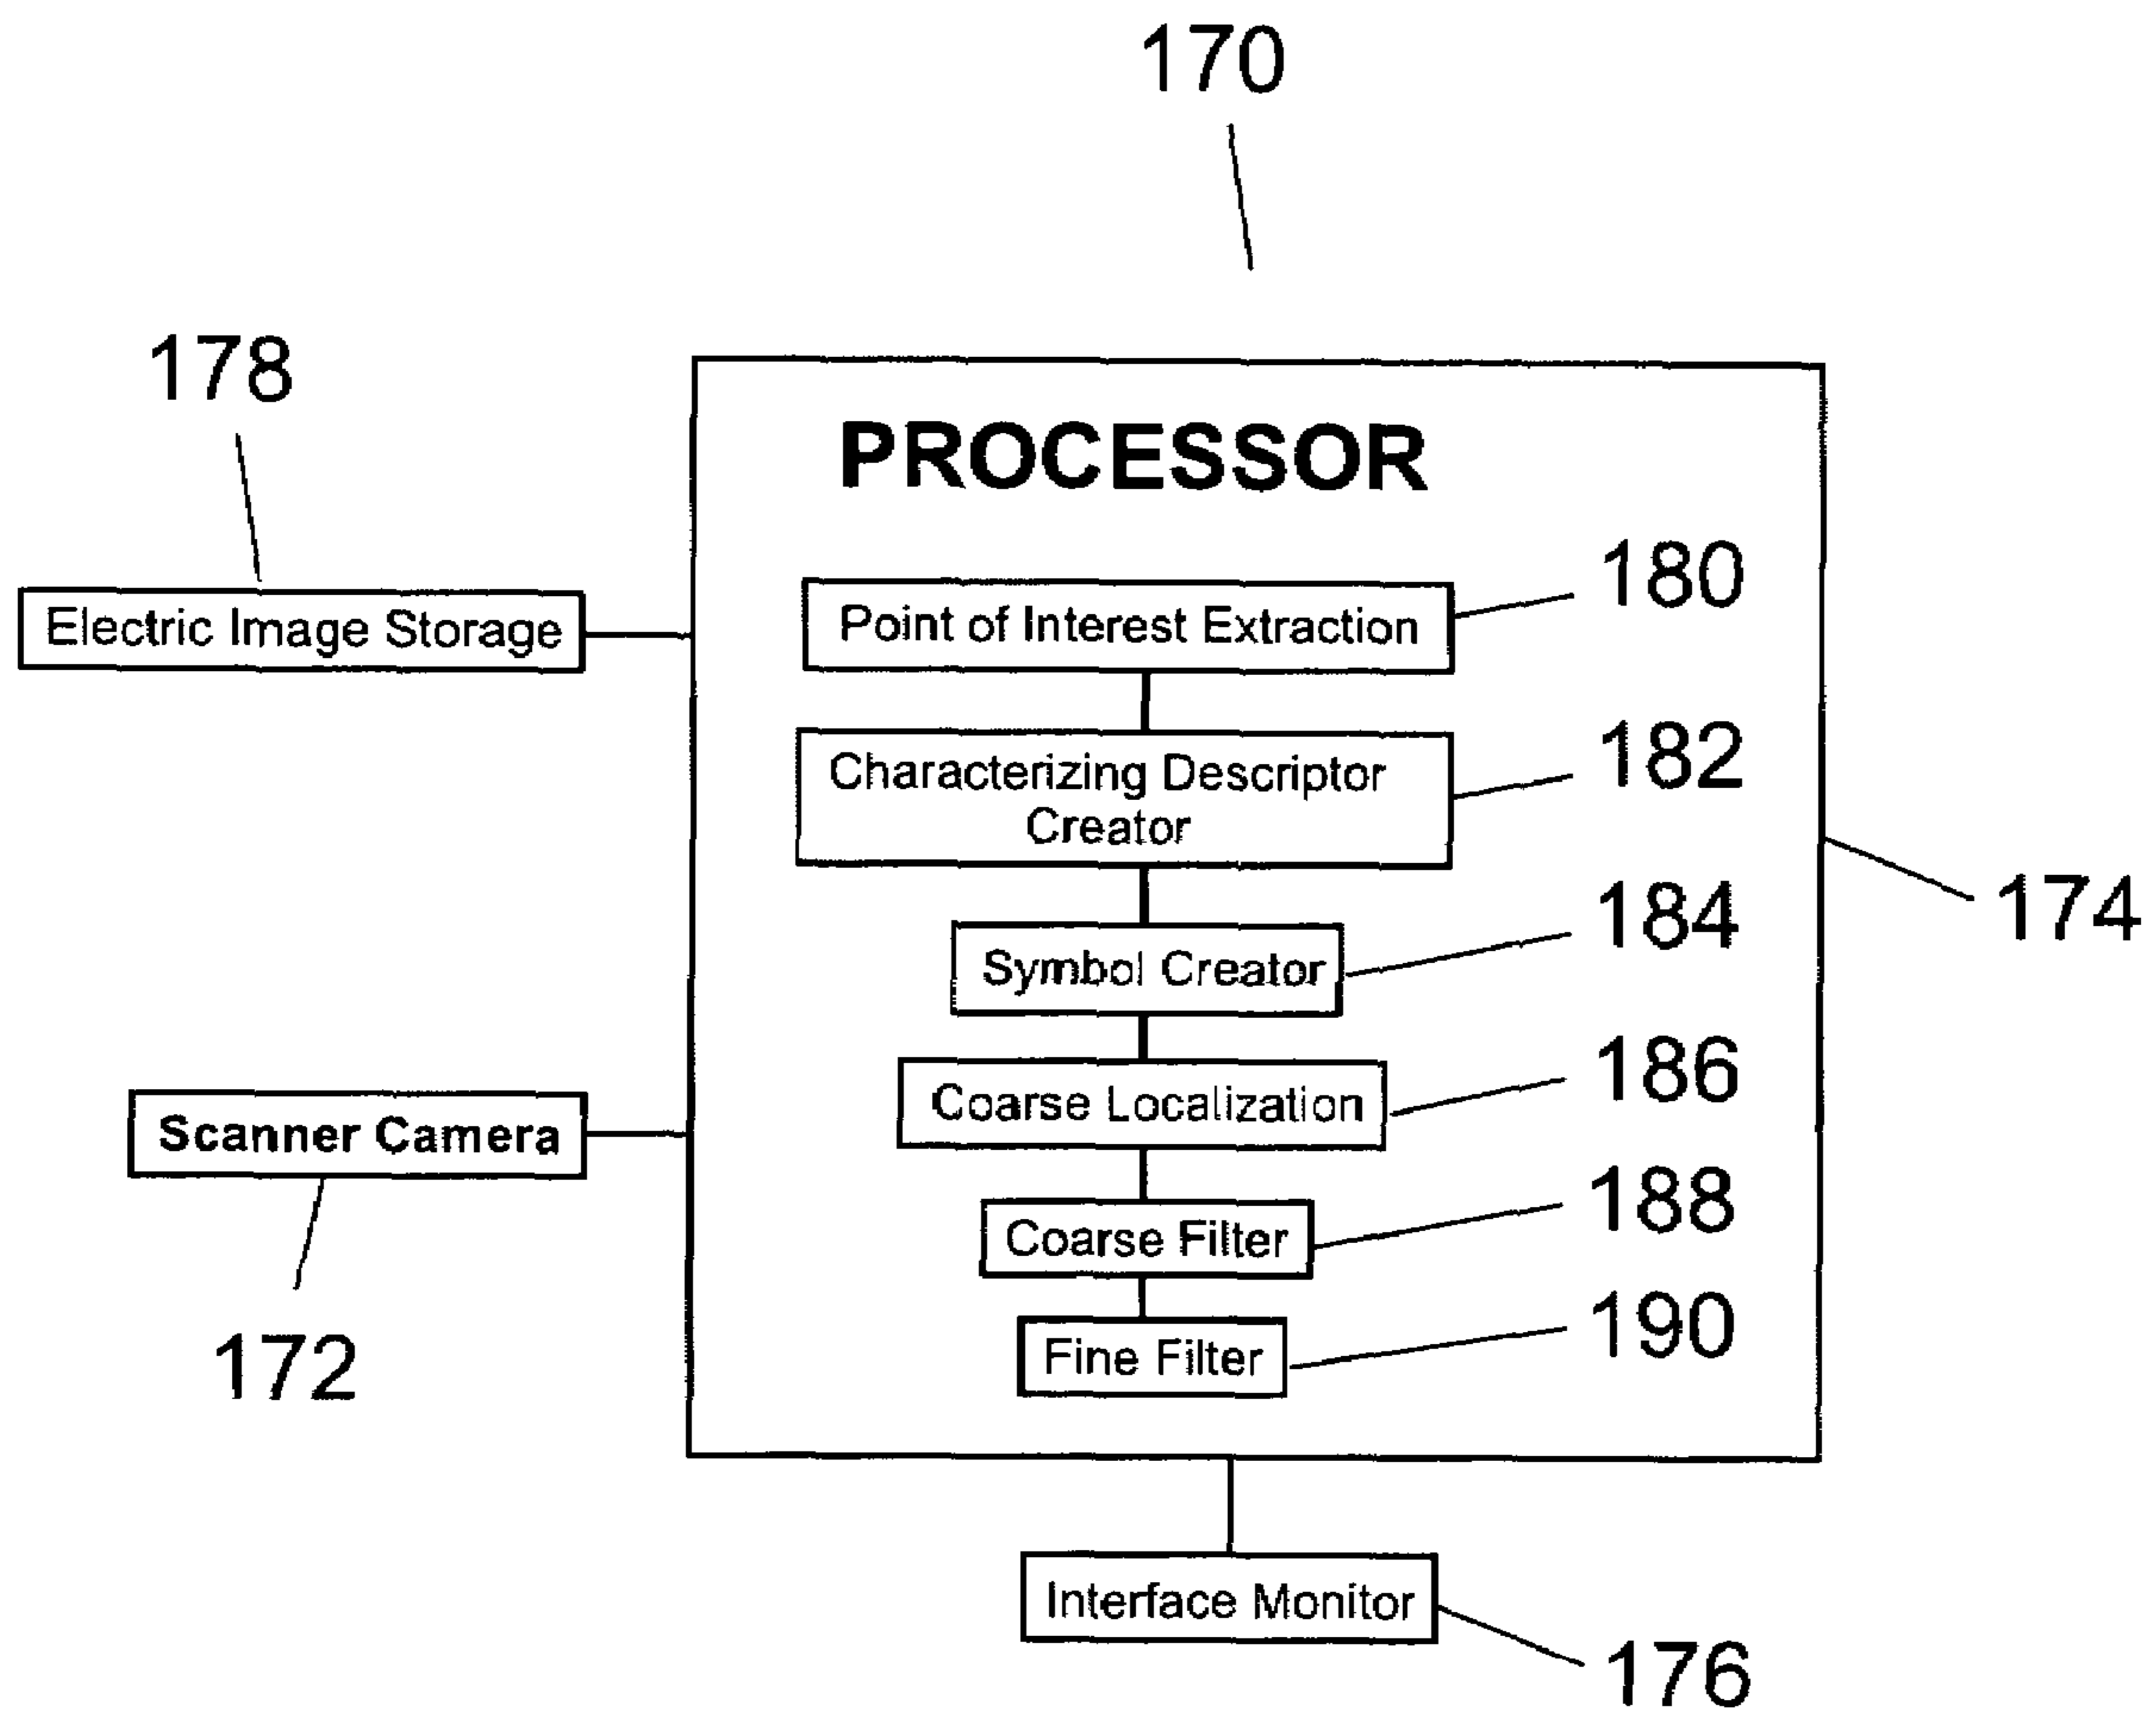 170
178
PROCESSOR
180
Electric Image Storage
Point of Interest Extraction
182
Characterizing Descriptor
Creator
184
174
Symbol Creator
186
Scanner Camera
Coarse Localization
188
Coarse Filter
190
172
Fine Filter
Interface Monitor
176